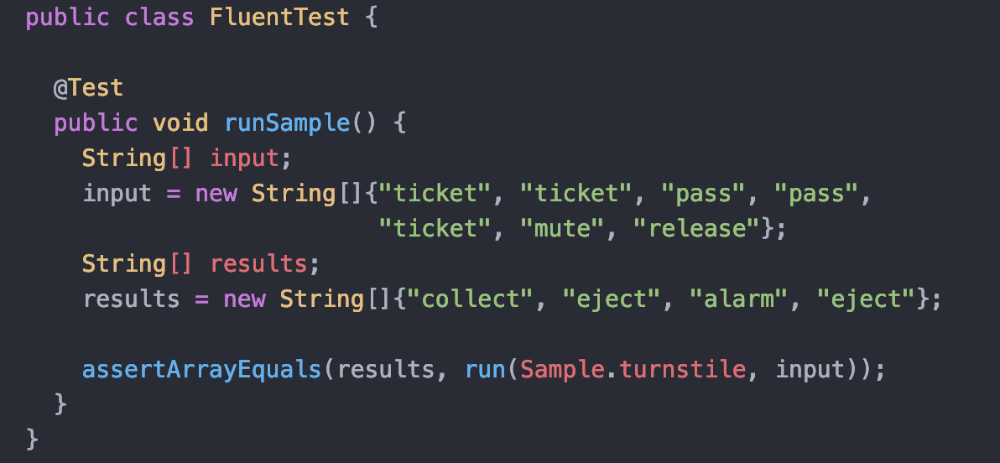 public class FluentTest {
@Test
public void runSample() {
String[] input;
input = new String[]{"ticket", "ticket", "pass", "pass",
"ticket", "mute", "release"};
String[] results;
results = new String[]{"collect", "eject", "alarm", "eject"};
assertArrayEquals(results, run(Sample.turnstile, input));
}
}